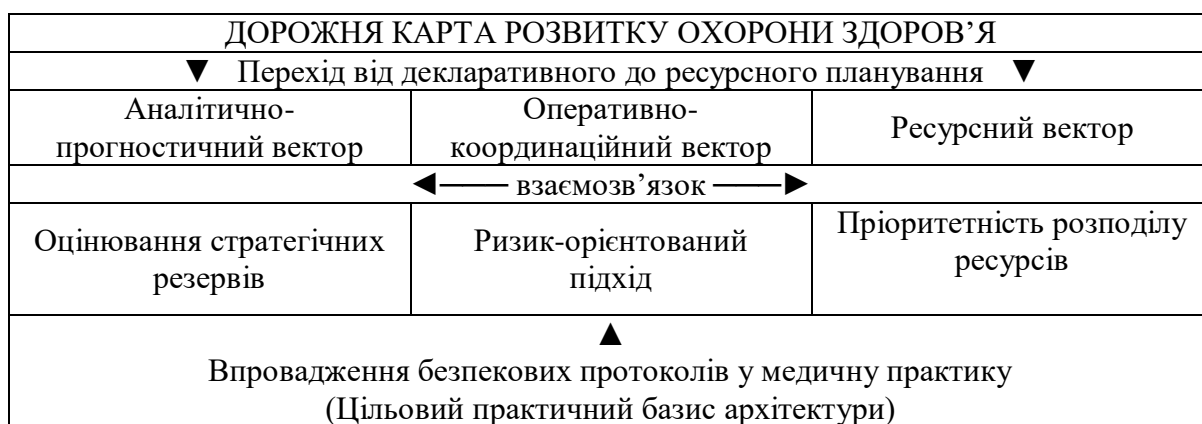 ДОРОЖНЯ КАРТА РОЗВИТКУ ОХОРОНИ ЗДОРОВ’Я
▼ Перехід від декларативного до ресурсного планування ▼
Аналітично-
прогностичний вектор
Оперативно-
координаційний вектор
Ресурсний вектор
◄—— взаємозв’язок ——►
Оцінювання стратегічних
резервів
Ризик-орієнтований
підхід
Пріоритетність розподілу
ресурсів
▲
Впровадження безпекових протоколів у медичну практику
(Цільовий практичний базис архітектури)